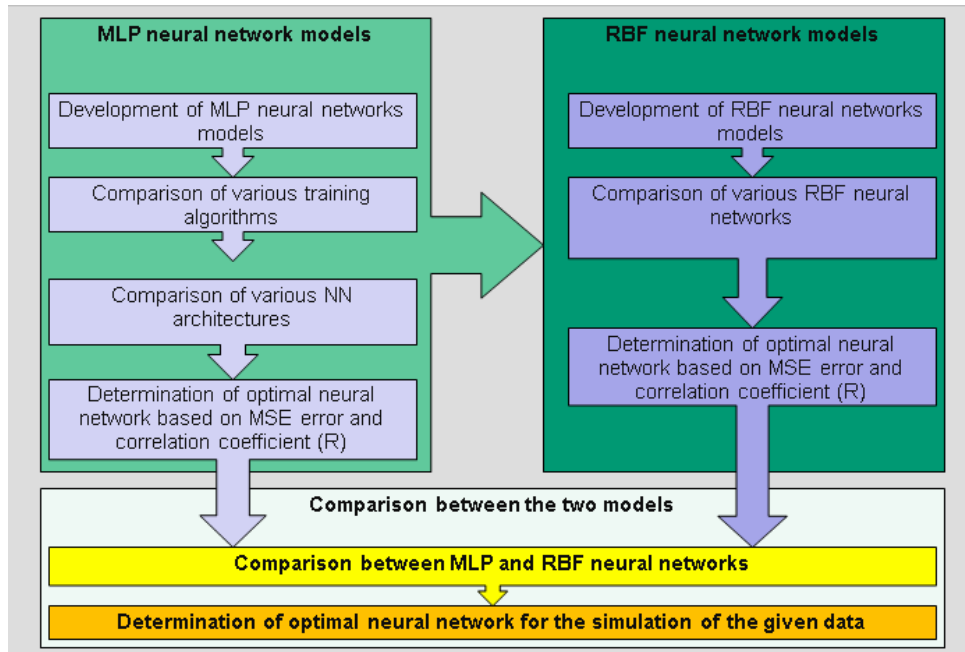 MLP neural network models
Development of MLP neural networks
models
Comparison of various training
algorithms
Comparison of various NN
architectures
Determination of optimal neural
network based on MSE error and
correlation coefficient (R)
RBF neural network models
Development of RBF neural networks
models
Comparison of various RBF neural
networks
Determination of optimal neural
network based on MSE error and
correlation coefficient (R)
Comparison between the two models
Comparison between MLP and RBF neural networks
Determination of optimal neural network for the simulation of the given data